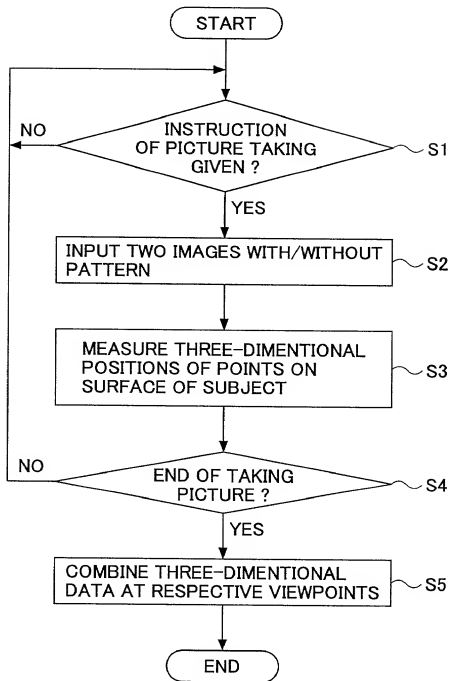 START
NO
INSTRUCTION
OF PICTURE TAKING
GIVEN ?
S1
YES
INPUT TWO IMAGES WITH/WITHOUT
PATTERN
S2
MEASURE THREE-DIMENTIONAL
POSITIONS OF POINTS ON
SURFACE OF SUBJECT
S3
NO
END OF TAKING
PICTURE ?
S4
YES
COMBINE THREE-DIMENTIONAL
DATA AT RESPECTIVE VIEWPOINTS
S5
END